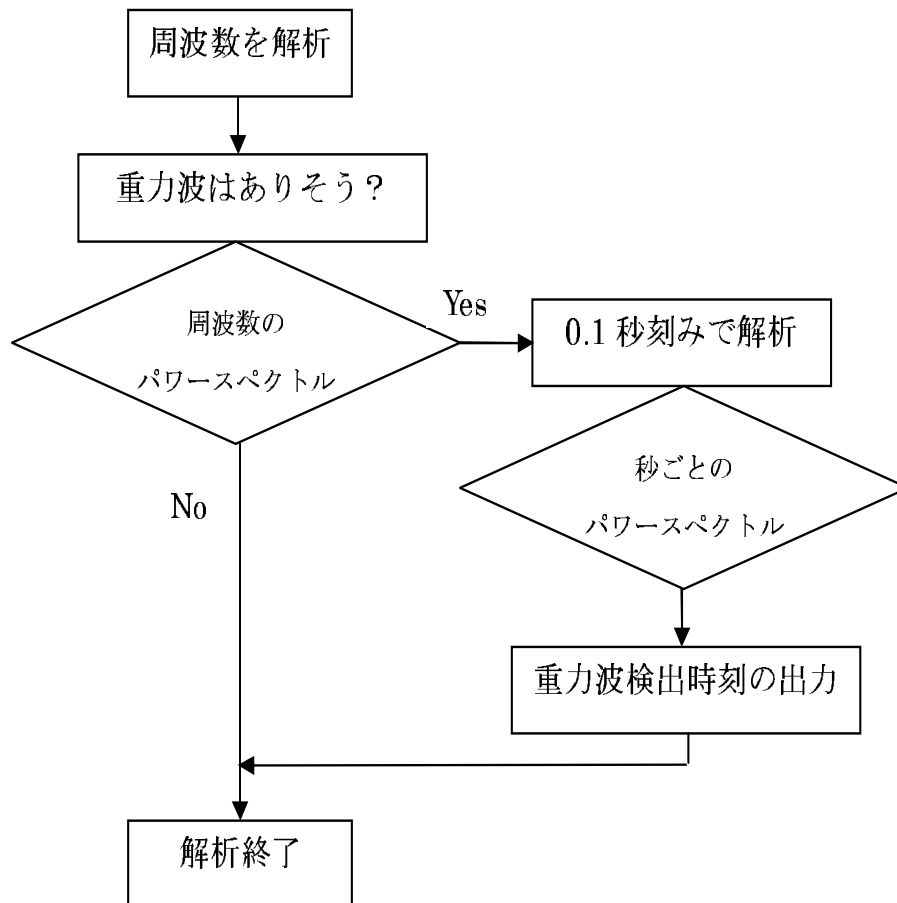 周波数を解析
重力波はありそう？
周波数の
パワースペクトル
Yes
0.1 秒刻みで解析
秒ごとの
パワースペクトル
No
重力波検出時刻の出力
解析終了